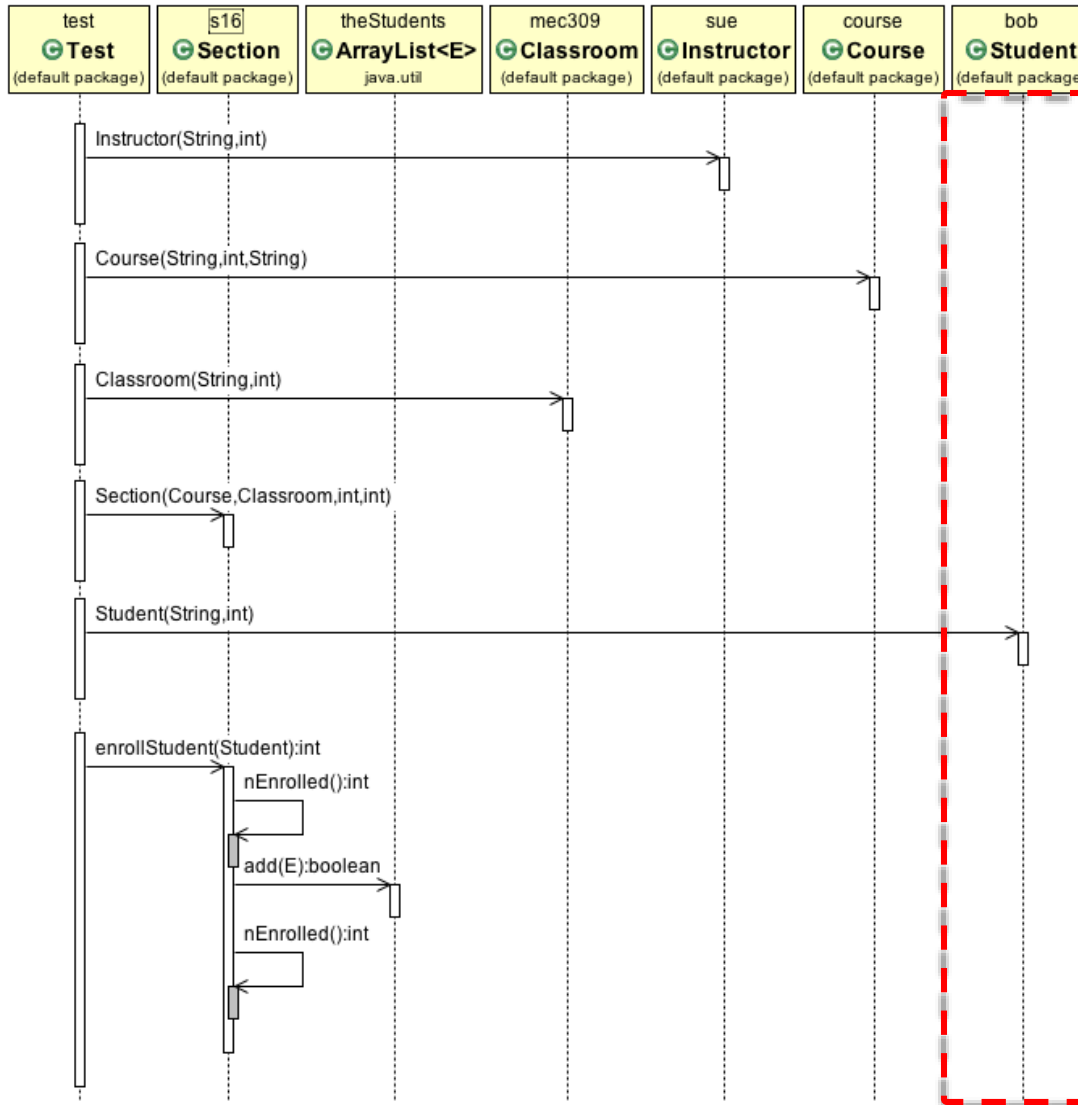 test
C Test
(default package)
s16
C Section
(default package)
theStudents
C ArrayList<E>
java.util
mec309
C Classroom
(default package)
sue
C Instructor
(default package)
course
C Course
(default package)
bob
C Student
(default package
Instructor(String,int)
Course(String,int,String)
Classroom(String,int)
Section(Course,Classroom,int,int)
Student(String,int)
enrollStudent(Student):int
nEnrolled():int
add(E):boolean
nEnrolled():int